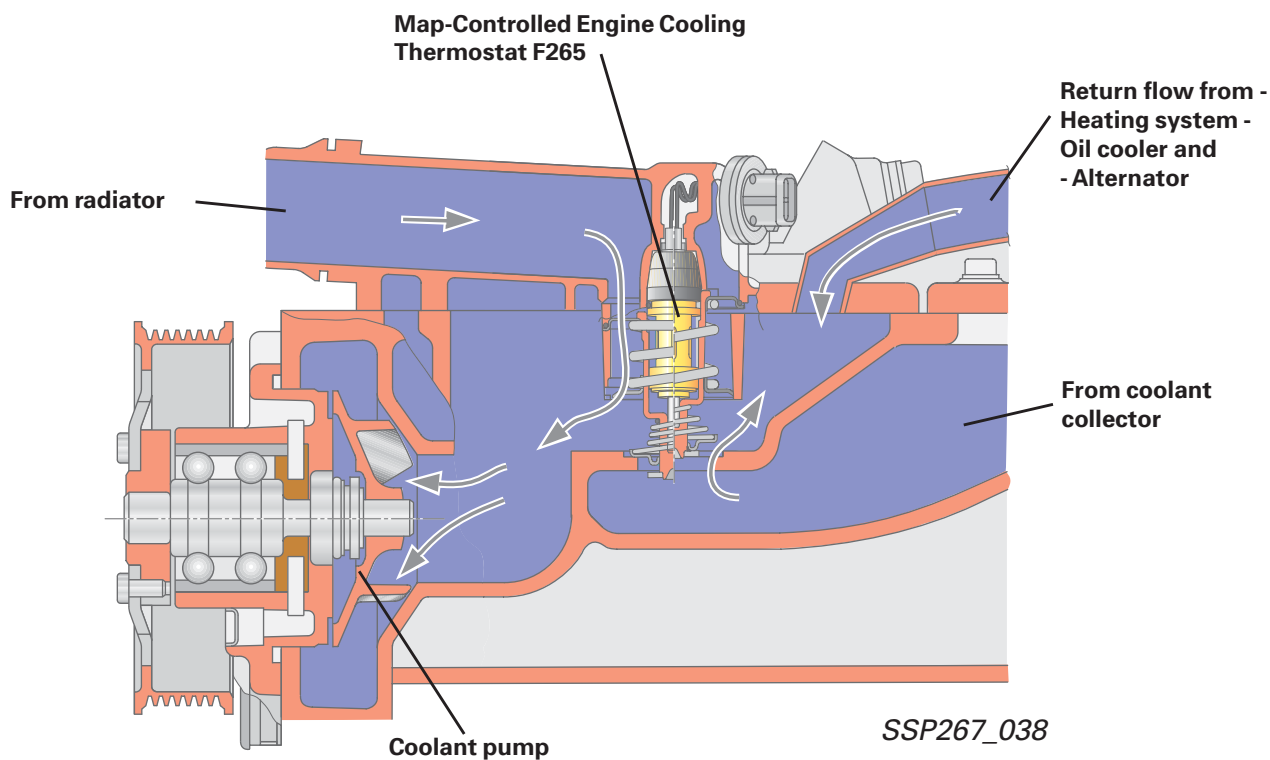 Map-Controlled Engine Cooling
Thermostat F265
Return flow from -
Heating system -
Oil cooler and
- Alternator
From radiator
From coolant
collector
Coolant pump
SSP267_038